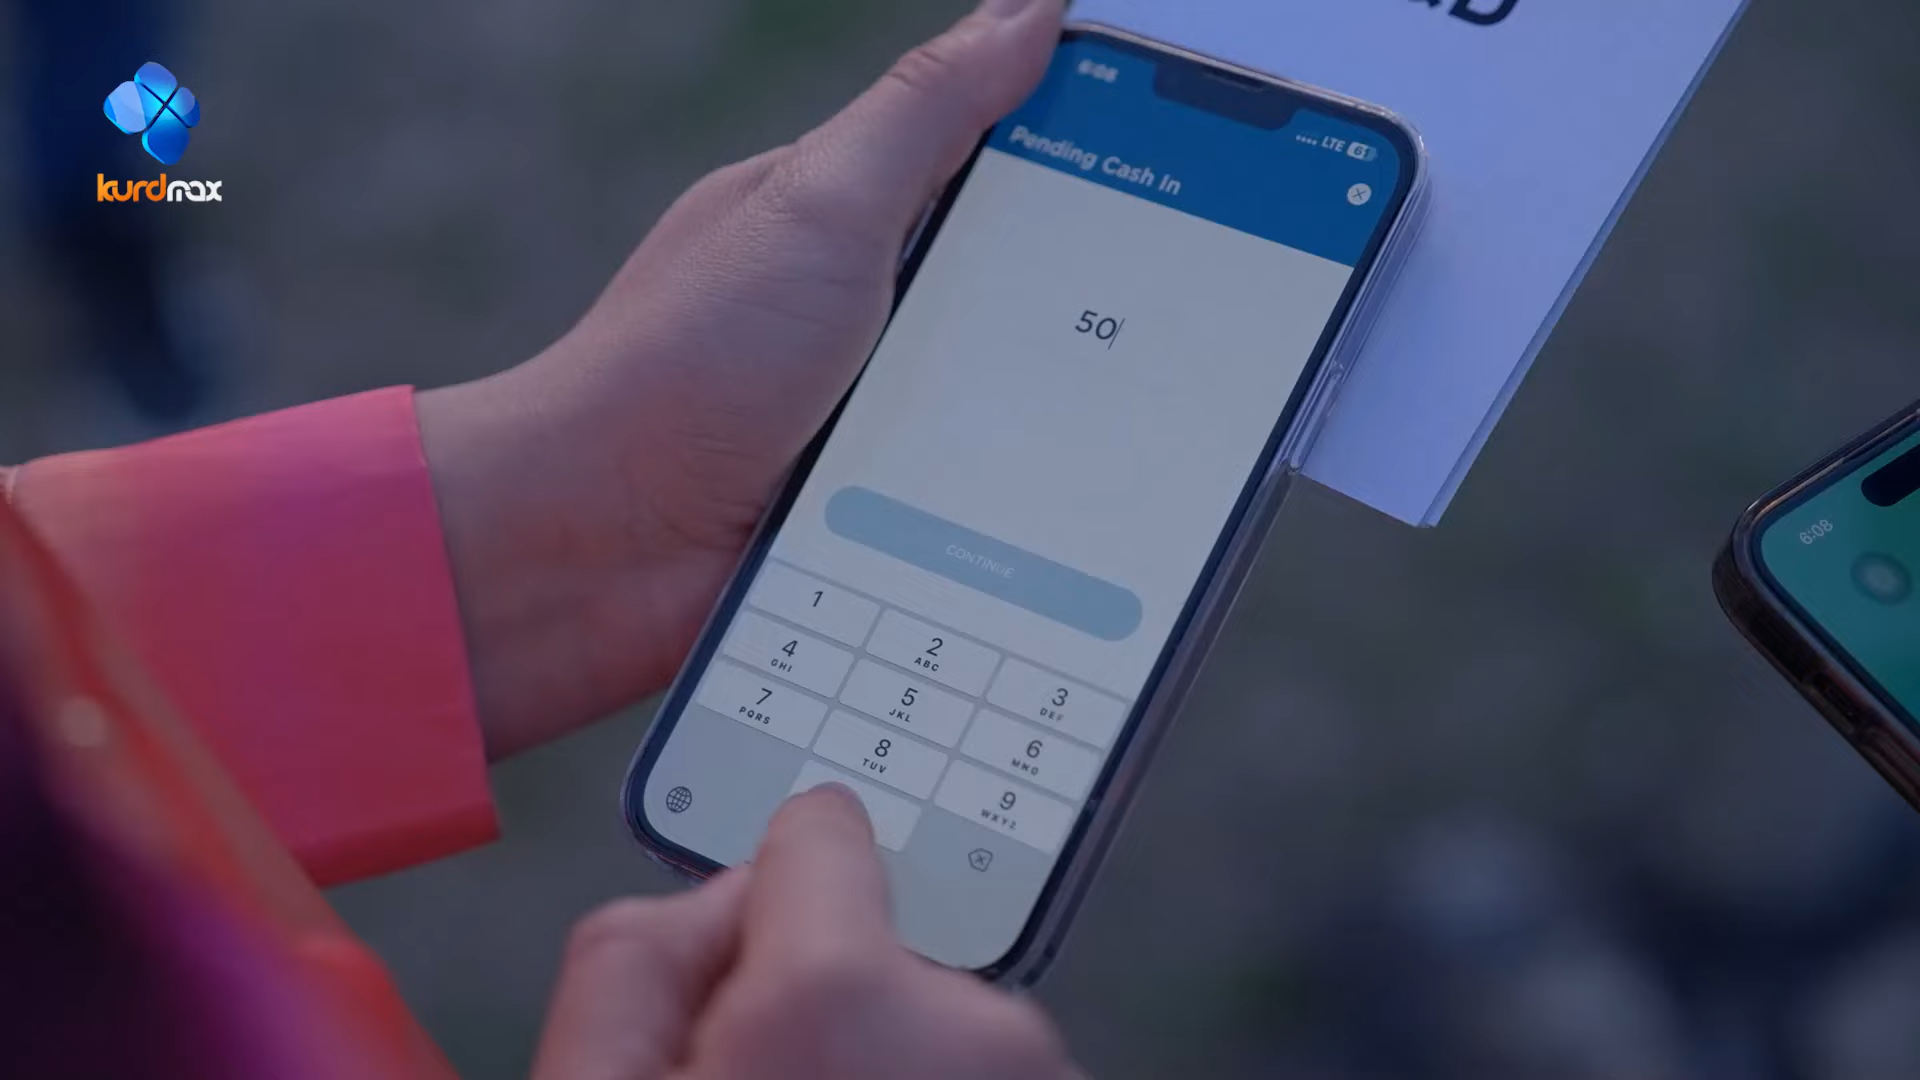 kurdmax
6:08
LTE 61
Pending Cash In
50
CONTINUE
1
2
ABC
3
DEF
4
GHI
5
JKL
6
MNO
7
PQRS
8
TUV
9
WXYZ
6:08